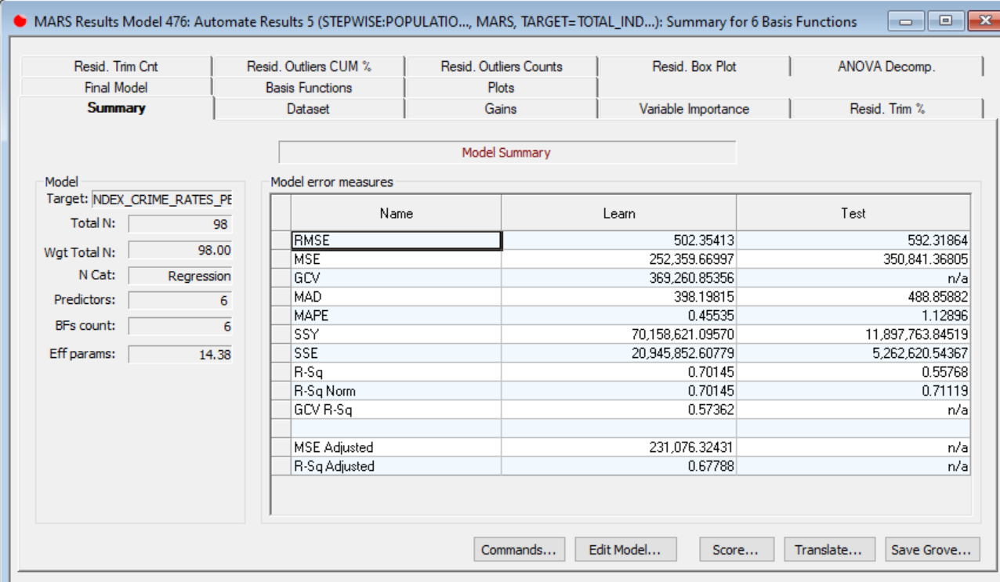 MARS Results Model 476: Automate Results 5 (STEPWISE:POPULATIO..., MARS, TARGET=TOTAL_IND...): Summary for 6 Basis Functions
Resid. Trim Cnt Resid. Outliers CUM % Resid. Outliers Counts Resid. Box Plot ANOVA Decomp.
Final Model Basis Functions Plots
Summary Dataset Gains Variable Importance Resid. Trim %
Model Summary
Model
Target: NDEX_CRIME_RATES_PE
Total N: 98
Wgt Total N: 98.00
N Cat: Regression
Predictors: 6
BFs count: 6
Eff params: 14.38
Model error measures
Name Learn Test
RMSE 502.35413 592.31864
MSE 252,359.66997 350,841.36805
GCV 369,260.85356 n/a
MAD 398.19815 488.85882
MAPE 0.45535 1.12896
SSY 70,158,621.09570 11,897,763.84519
SSE 20,945,852.60779 5,262,620.54367
R-Sq 0.70145 0.55768
R-Sq Norm 0.70145 0.71119
GCV R-Sq 0.57362 n/a
MSE Adjusted 231,076.32431 n/a
R-Sq Adjusted 0.67788 n/a
Commands... Edit Model... Score... Translate... Save Grove...